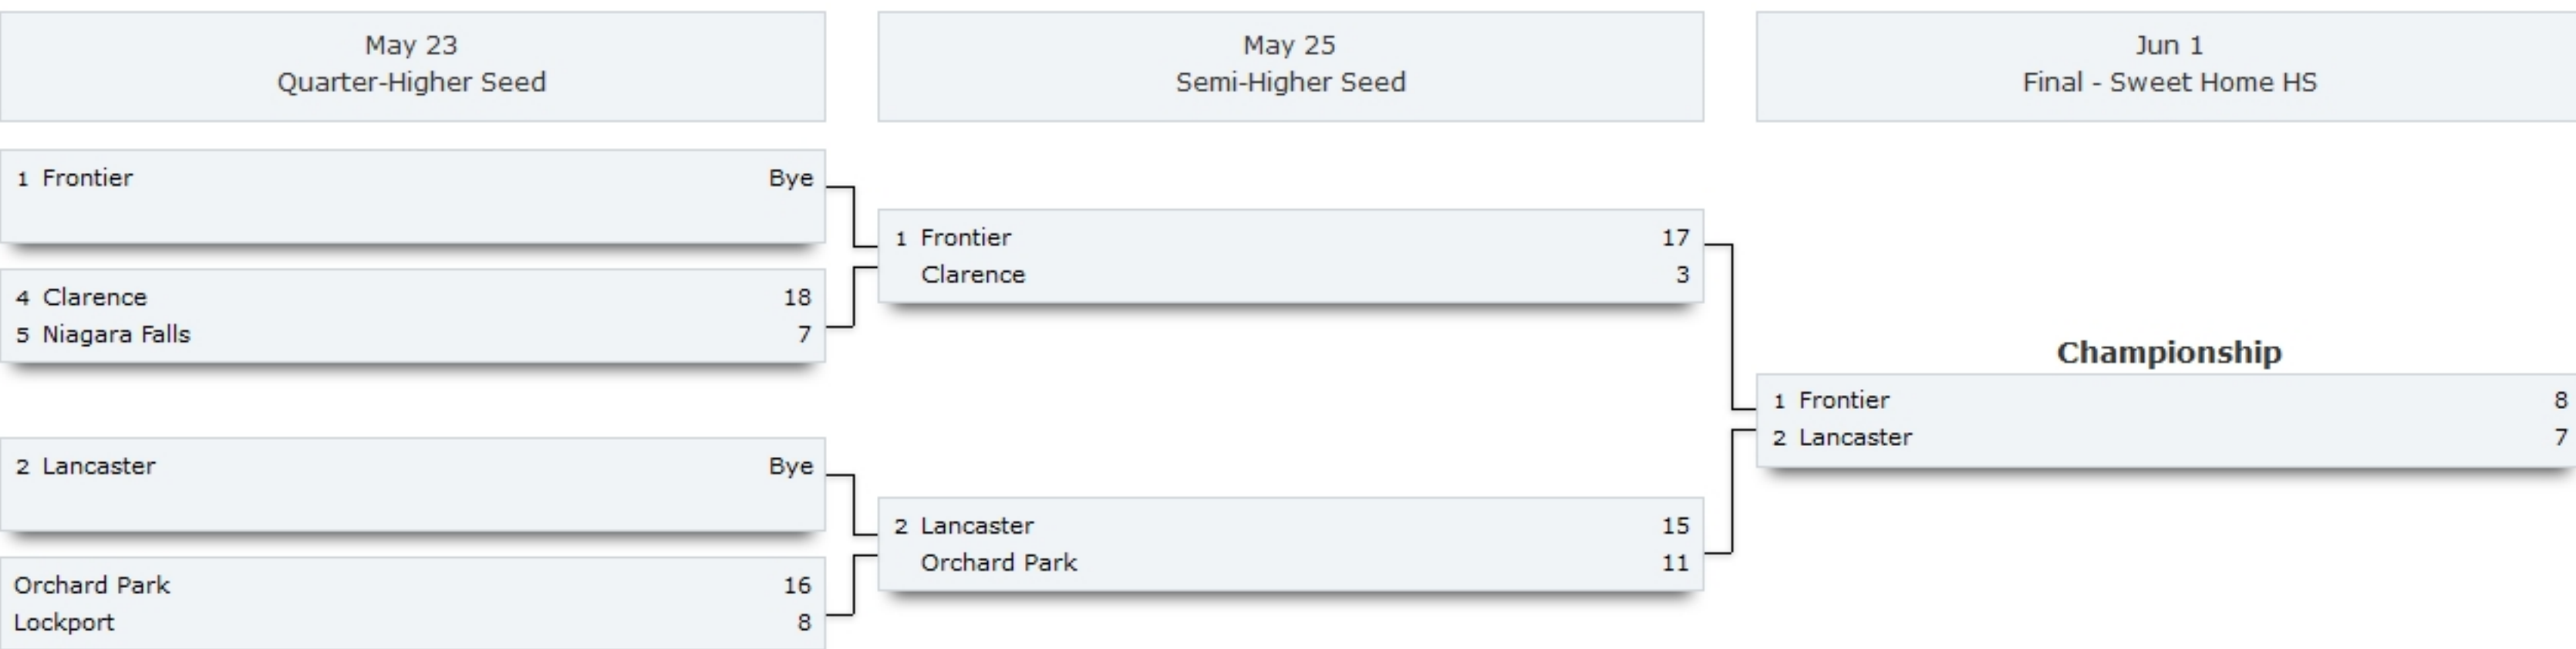 May 23
Quarter-Higher Seed
May 25
Semi-Higher Seed
Jun 1
Final - Sweet Home HS
1 Frontier Bye
4 Clarence 18
5 Niagara Falls 7
2 Lancaster Bye
Orchard Park 16
Lockport 8
1 Frontier 17
Clarence 3
2 Lancaster 15
Orchard Park 11
Championship
1 Frontier 8
2 Lancaster 7